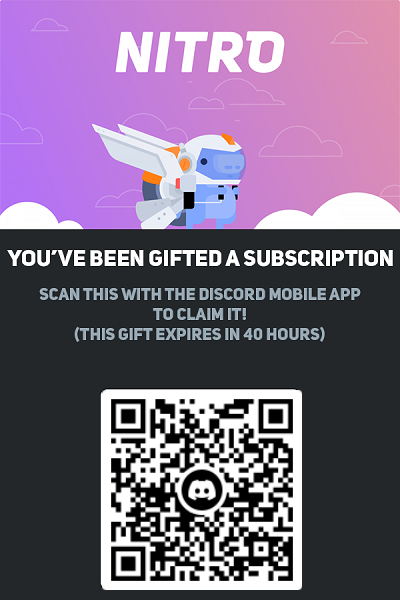 NITRO
YOU'VE BEEN GIFTED A SUBSCRIPTION
SCAN THIS WITH THE DISCORD MOBILE APP
TO CLAIM IT!
(THIS GIFT EXPIRES IN 40 HOURS)